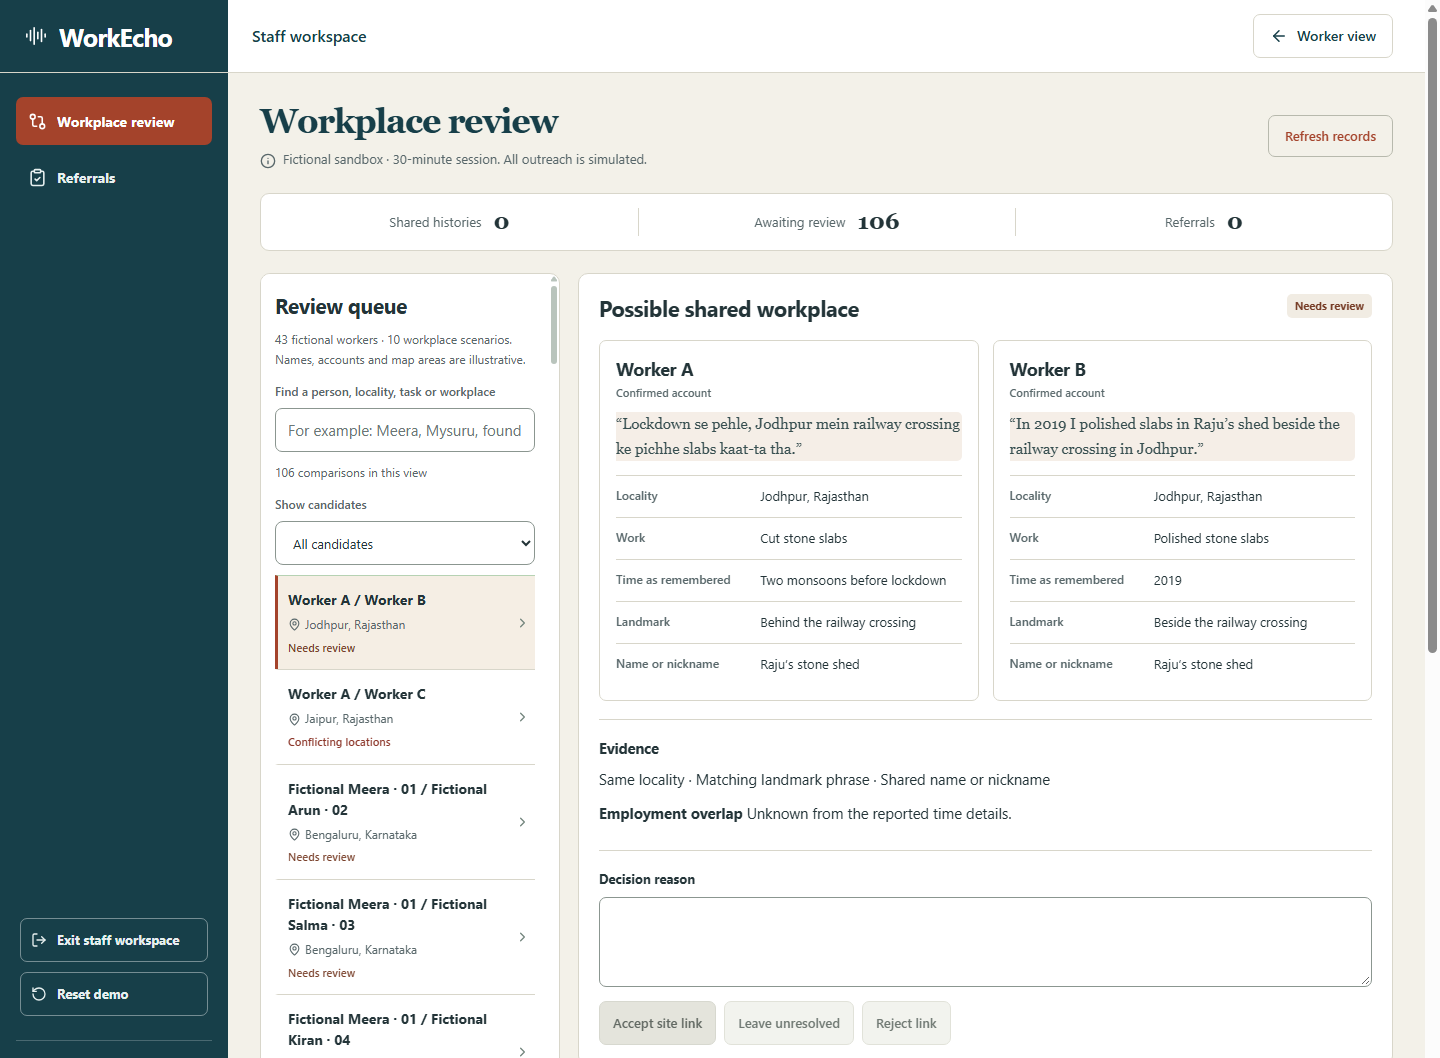 WorkEcho
Staff workspace
Worker view
Workplace review
Referrals
Exit staff workspace
Reset demo
Workplace review
Fictional sandbox · 30-minute session. All outreach is simulated.
Refresh records
Shared histories 0
Awaiting review 106
Referrals 0
Review queue
43 fictional workers · 10 workplace scenarios.
Names, accounts and map areas are illustrative.
Find a person, locality, task or workplace
For example: Meera, Mysuru, found
106 comparisons in this view
Show candidates
All candidates
Worker A / Worker B
Jodhpur, Rajasthan
Needs review
Worker A / Worker C
Jaipur, Rajasthan
Conflicting locations
Fictional Meera · 01 / Fictional
Arun · 02
Bengaluru, Karnataka
Needs review
Fictional Meera · 01 / Fictional
Salma · 03
Bengaluru, Karnataka
Needs review
Fictional Meera · 01 / Fictional
Kiran · 04
Possible shared workplace
Needs review
Worker A
Confirmed account
“Lockdown se pehle, Jodhpur mein railway crossing
ke pichhe slabs kaat-ta tha.”
Locality Jodhpur, Rajasthan
Work Cut stone slabs
Time as remembered Two monsoons before lockdown
Landmark Behind the railway crossing
Name or nickname Raju’s stone shed
Worker B
Confirmed account
“In 2019 I polished slabs in Raju’s shed beside the
railway crossing in Jodhpur.”
Locality Jodhpur, Rajasthan
Work Polished stone slabs
Time as remembered 2019
Landmark Beside the railway crossing
Name or nickname Raju’s stone shed
Evidence
Same locality · Matching landmark phrase · Shared name or nickname
Employment overlap Unknown from the reported time details.
Decision reason
Accept site link
Leave unresolved
Reject link